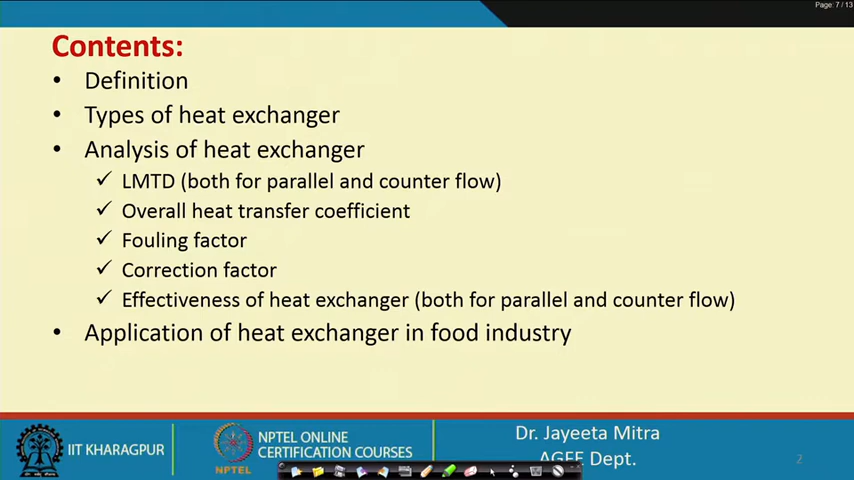 Page: 7 / 13
Contents:
• Definition
• Types of heat exchanger
• Analysis of heat exchanger
✓ LMTD (both for parallel and counter flow)
✓ Overall heat transfer coefficient
✓ Fouling factor
✓ Correction factor
✓ Effectiveness of heat exchanger (both for parallel and counter flow)
• Application of heat exchanger in food industry
IIT KHARAGPUR
NPTEL
NPTEL ONLINE
CERTIFICATION COURSES
Dr. Jayeeta Mitra
AGFE Dept.
2